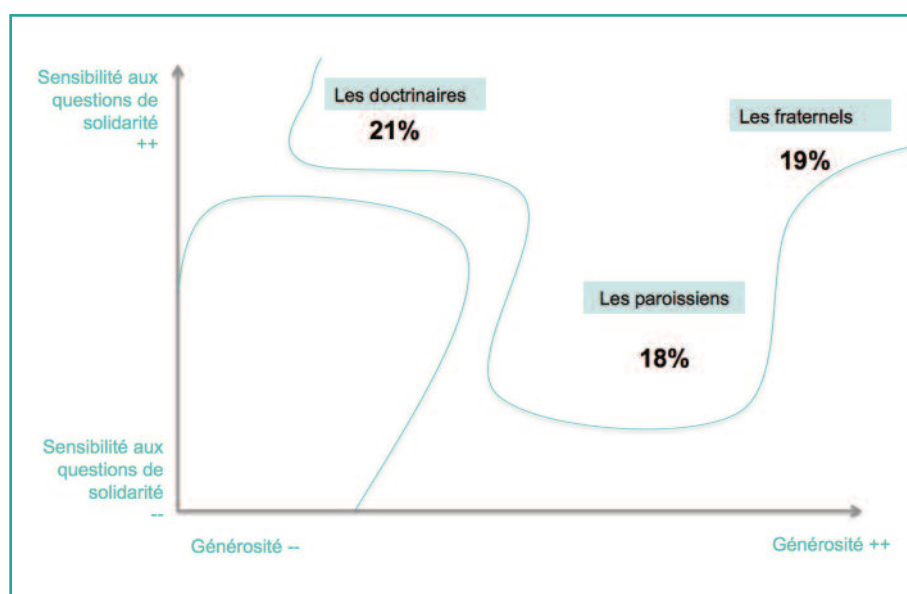 Sensibilité aux
questions de
solidarité
++
Les doctrinaires
21%
Les fraternels
19%
Les paroissiens
18%
Sensibilité aux
questions de
solidarité
--
Générosité --
Générosité ++